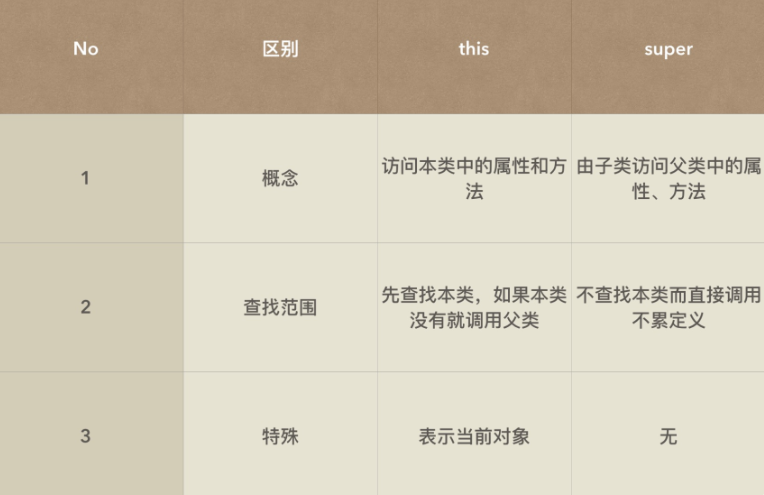 No 区别 this super
1 概念 访问本类中的属性和方 由子类访问父类中的属
法 性、方法
2 查找范围 先查找本类，如果本类 不查找本类而直接调用
没有就调用父类 不累定义
3 特殊 表示当前对象 无